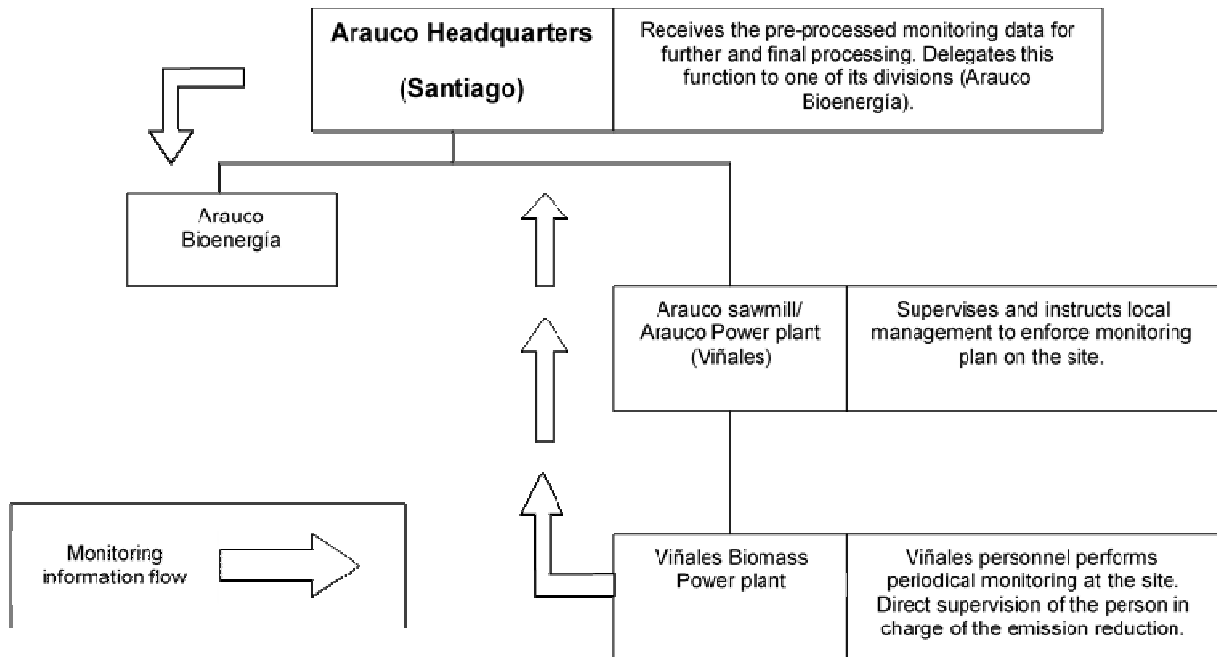 Arauco Headquarters
(Santiago)
Receives the pre-processed monitoring data for
further and final processing. Delegates this
function to one of its divisions (Arauco
Bioenergía).
Arauco
Bioenergía
Arauco sawmill/
Arauco Power plant
(Viñales)
Supervises and instructs local
management to enforce monitoring
plan on the site.
Monitoring
information flow
Viñales Biomass
Power plant
Viñales personnel performs
periodical monitoring at the site.
Direct supervision of the person in
charge of the emission reduction.